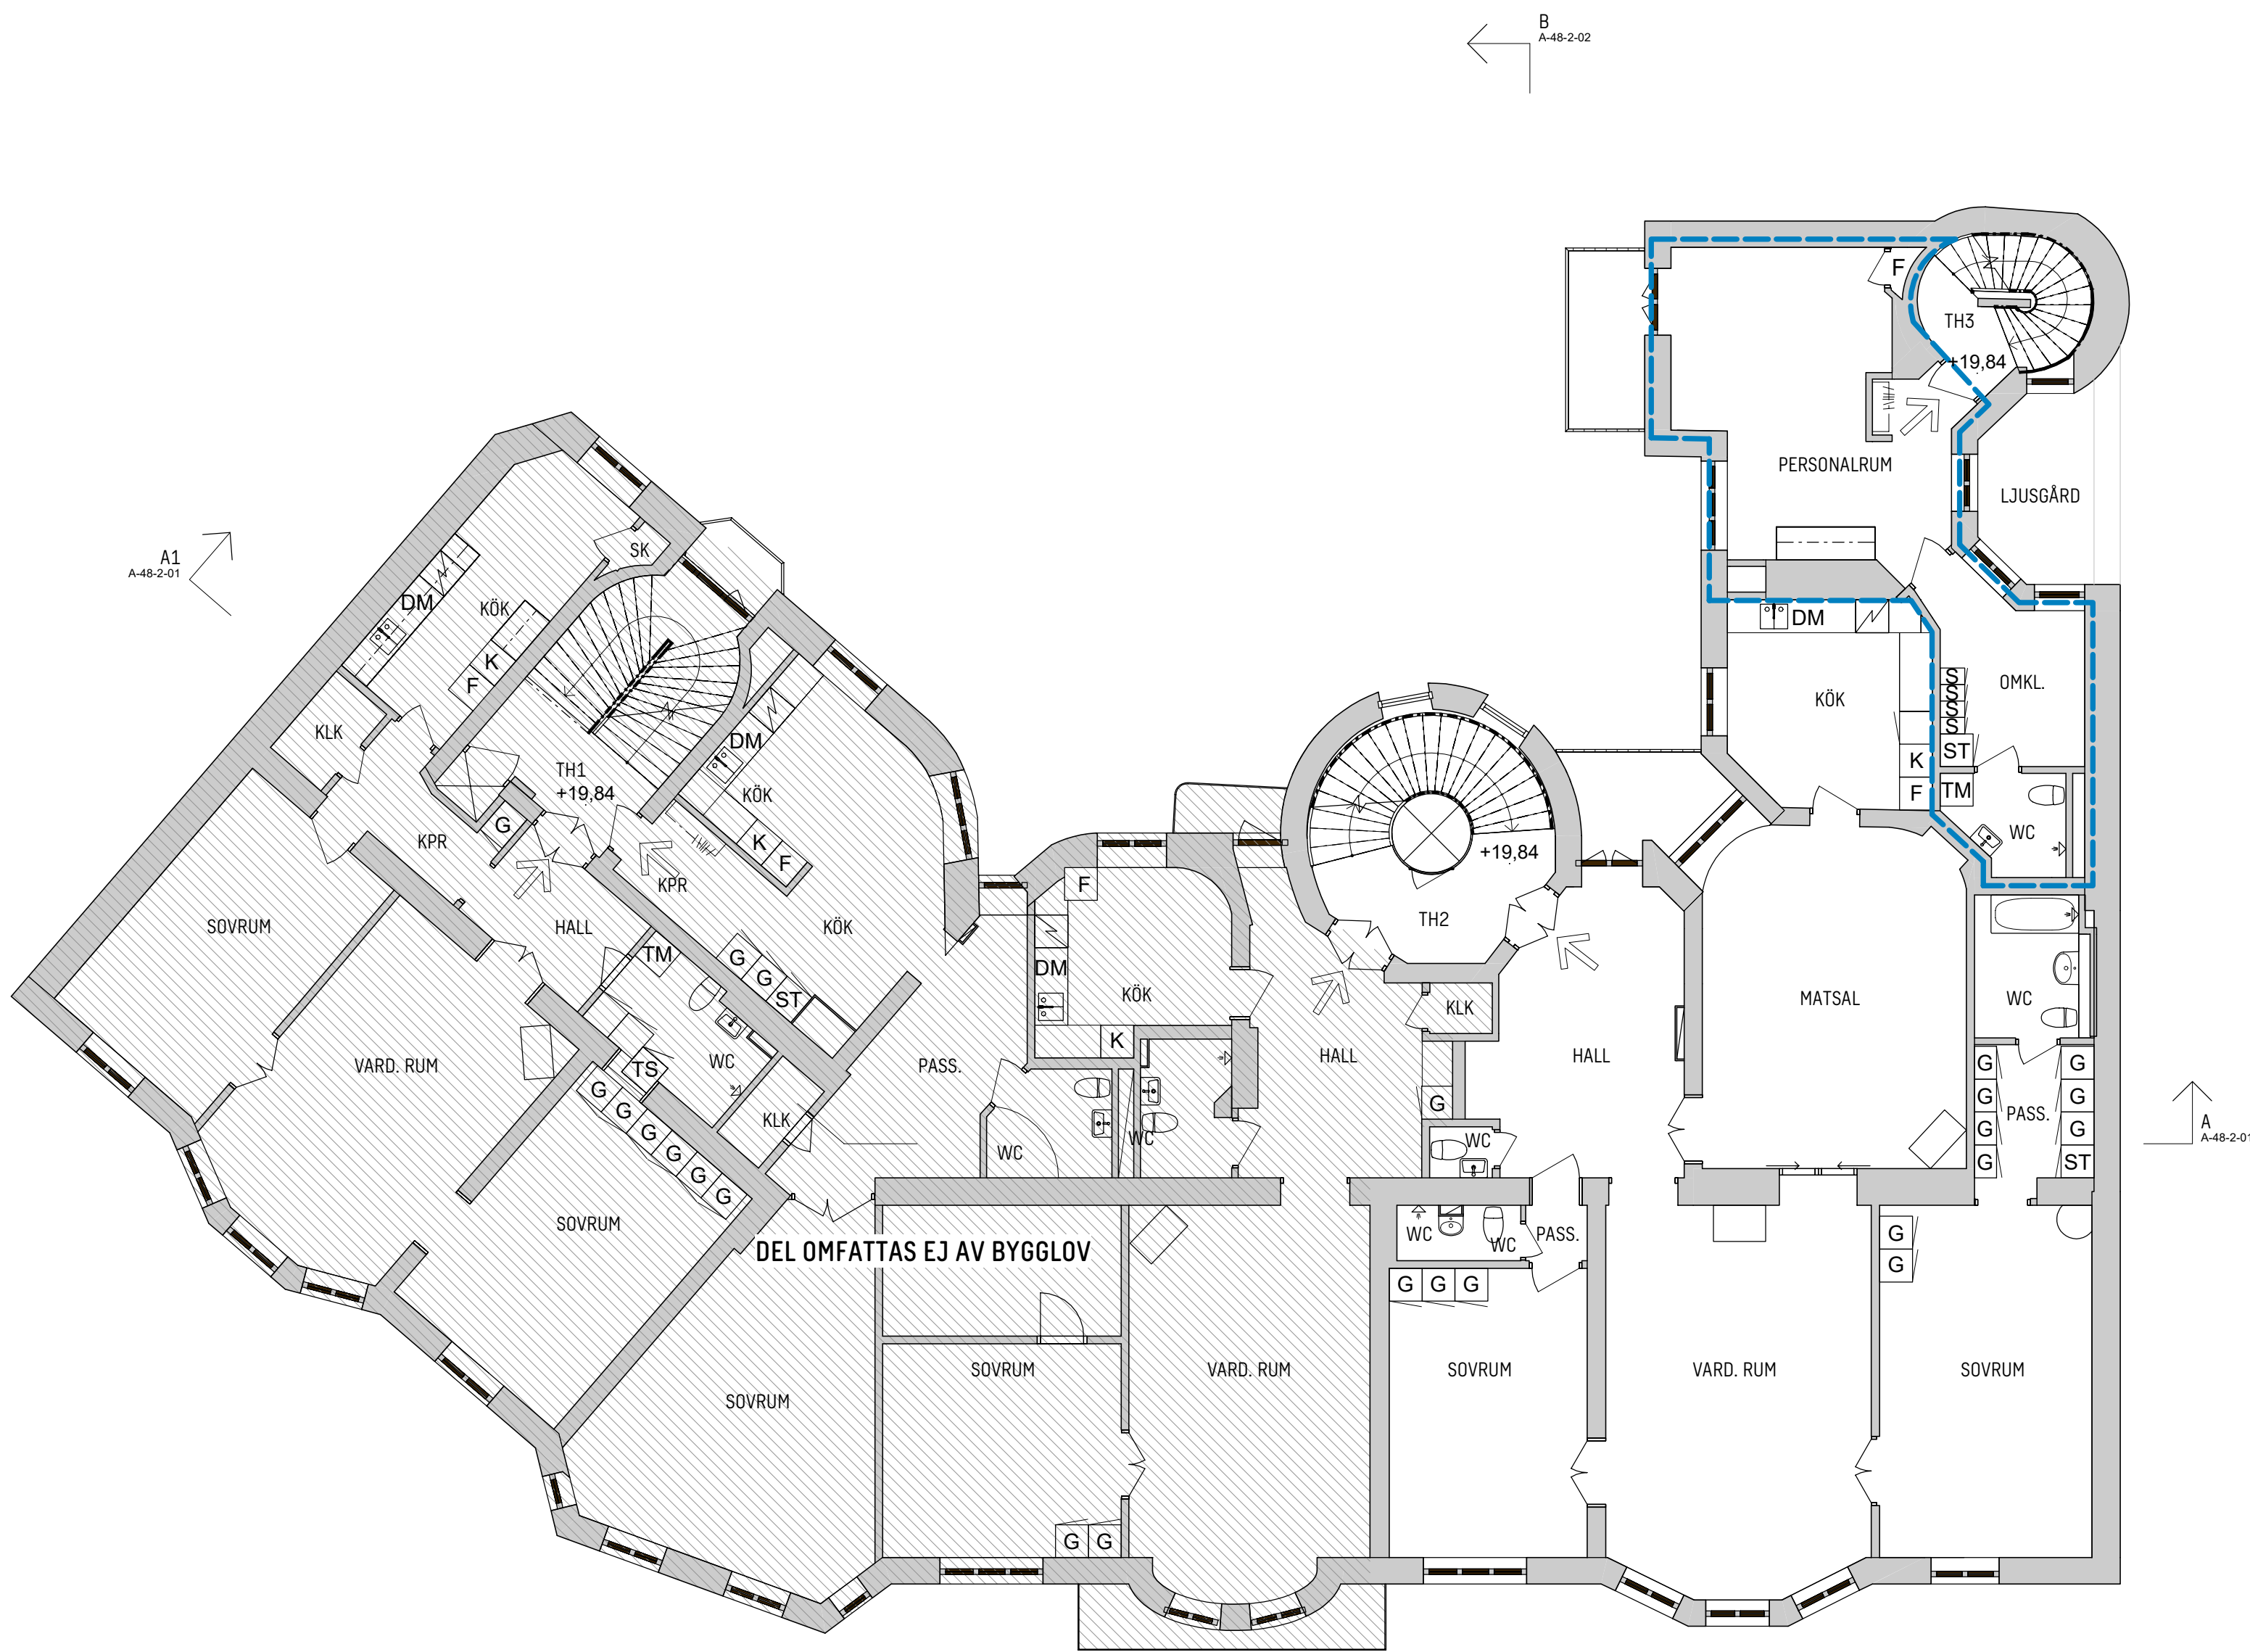 B
A-48-2-02
F
TH3
+19,84
PERSONALRUM
LJUSGÅRD
A1
A-48-2-01
SK
DM
KÖK
K
F
KLK
DM
KÖK
TH1
+19,84
G
KPR
KPR
K
F
DM
KÖK
K
F
S
S
S
S
ST
OMKL.
TM
WC
+19,84
TH2
F
SOVRUM
HALL
TM
KÖK
G
G
ST
DM
KÖK
K
KLK
MATSAL
WC
VARD. RUM
TS
WC
PASS.
HALL
HALL
G
G
G
G
PASS.
G
G
G
ST
A
A-48-2-01
G
G
G
G
G
G
KLK
WC
WC
G
WC
SOVRUM
DEL OMFATTAS EJ AV BYGGLOV
WC
WC
PASS.
G
G
G
G
G
SOVRUM
SOVRUM
VARD. RUM
SOVRUM
VARD. RUM
SOVRUM
G
G